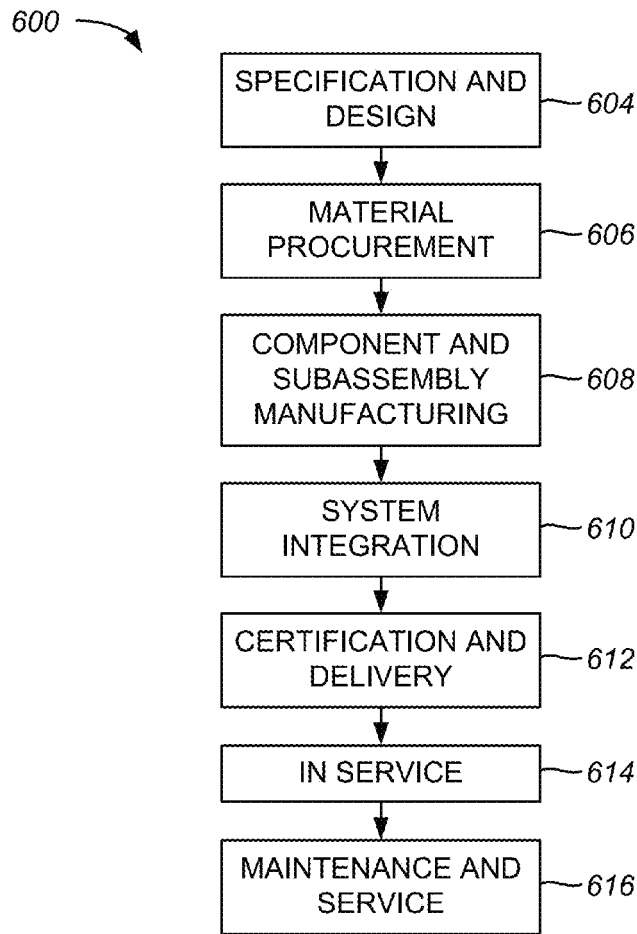 600
SPECIFICATION AND
DESIGN
604
MATERIAL
PROCUREMENT
606
COMPONENT AND
SUBASSEMBLY
MANUFACTURING
608
SYSTEM
INTEGRATION
610
CERTIFICATION AND
DELIVERY
612
IN SERVICE
614
MAINTENANCE AND
SERVICE
616